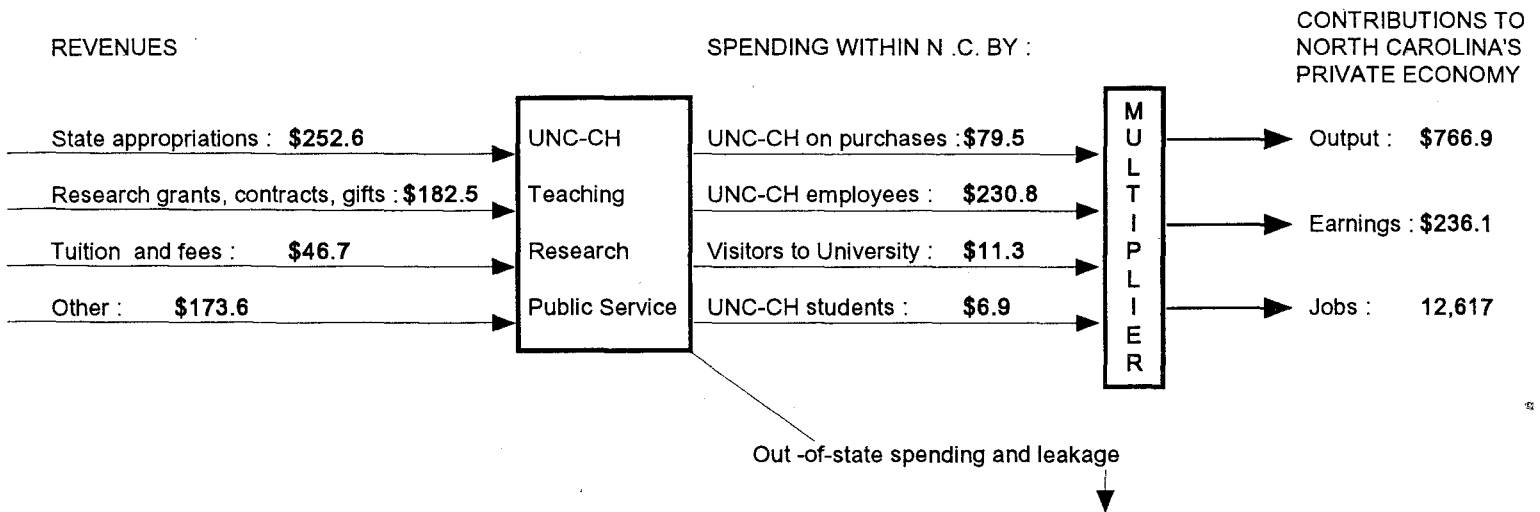 REVENUES
SPENDING WITHIN N .C. BY :
CONTRIBUTIONS TO
NORTH CAROLINA'S
PRIVATE ECONOMY
State appropriations : $252.6
Research grants, contracts, gifts : $182.5
Tuition and fees : $46.7
Other : $173.6
UNC-CH
Teaching
Research
Public Service
UNC-CH on purchases : $79.5
UNC-CH employees : $230.8
Visitors to University : $11.3
UNC-CH students : $6.9
MULTIPLIER
Output : $766.9
Earnings : $236.1
Jobs : 12,617
Out -of-state spending and leakage